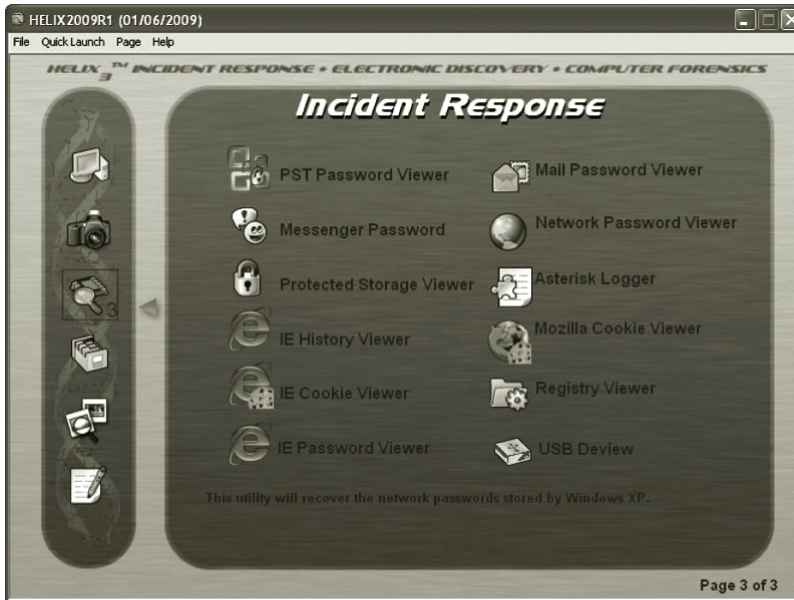 HELIX2009R1 (01/06/2009)
File Quick Launch Page Help
HELIX3™ INCIDENT RESPONSE • ELECTRONIC DISCOVERY • COMPUTER FORENSICS
Incident Response
PST Password Viewer
Mail Password Viewer
Messenger Password
Network Password Viewer
Protected Storage Viewer
Asterisk Logger
IE History Viewer
Mozilla Cookie Viewer
IE Cookie Viewer
Registry Viewer
IE Password Viewer
USB Deview
3
This utility will recover the network passwords stored by Windows XP.
Page 3 of 3